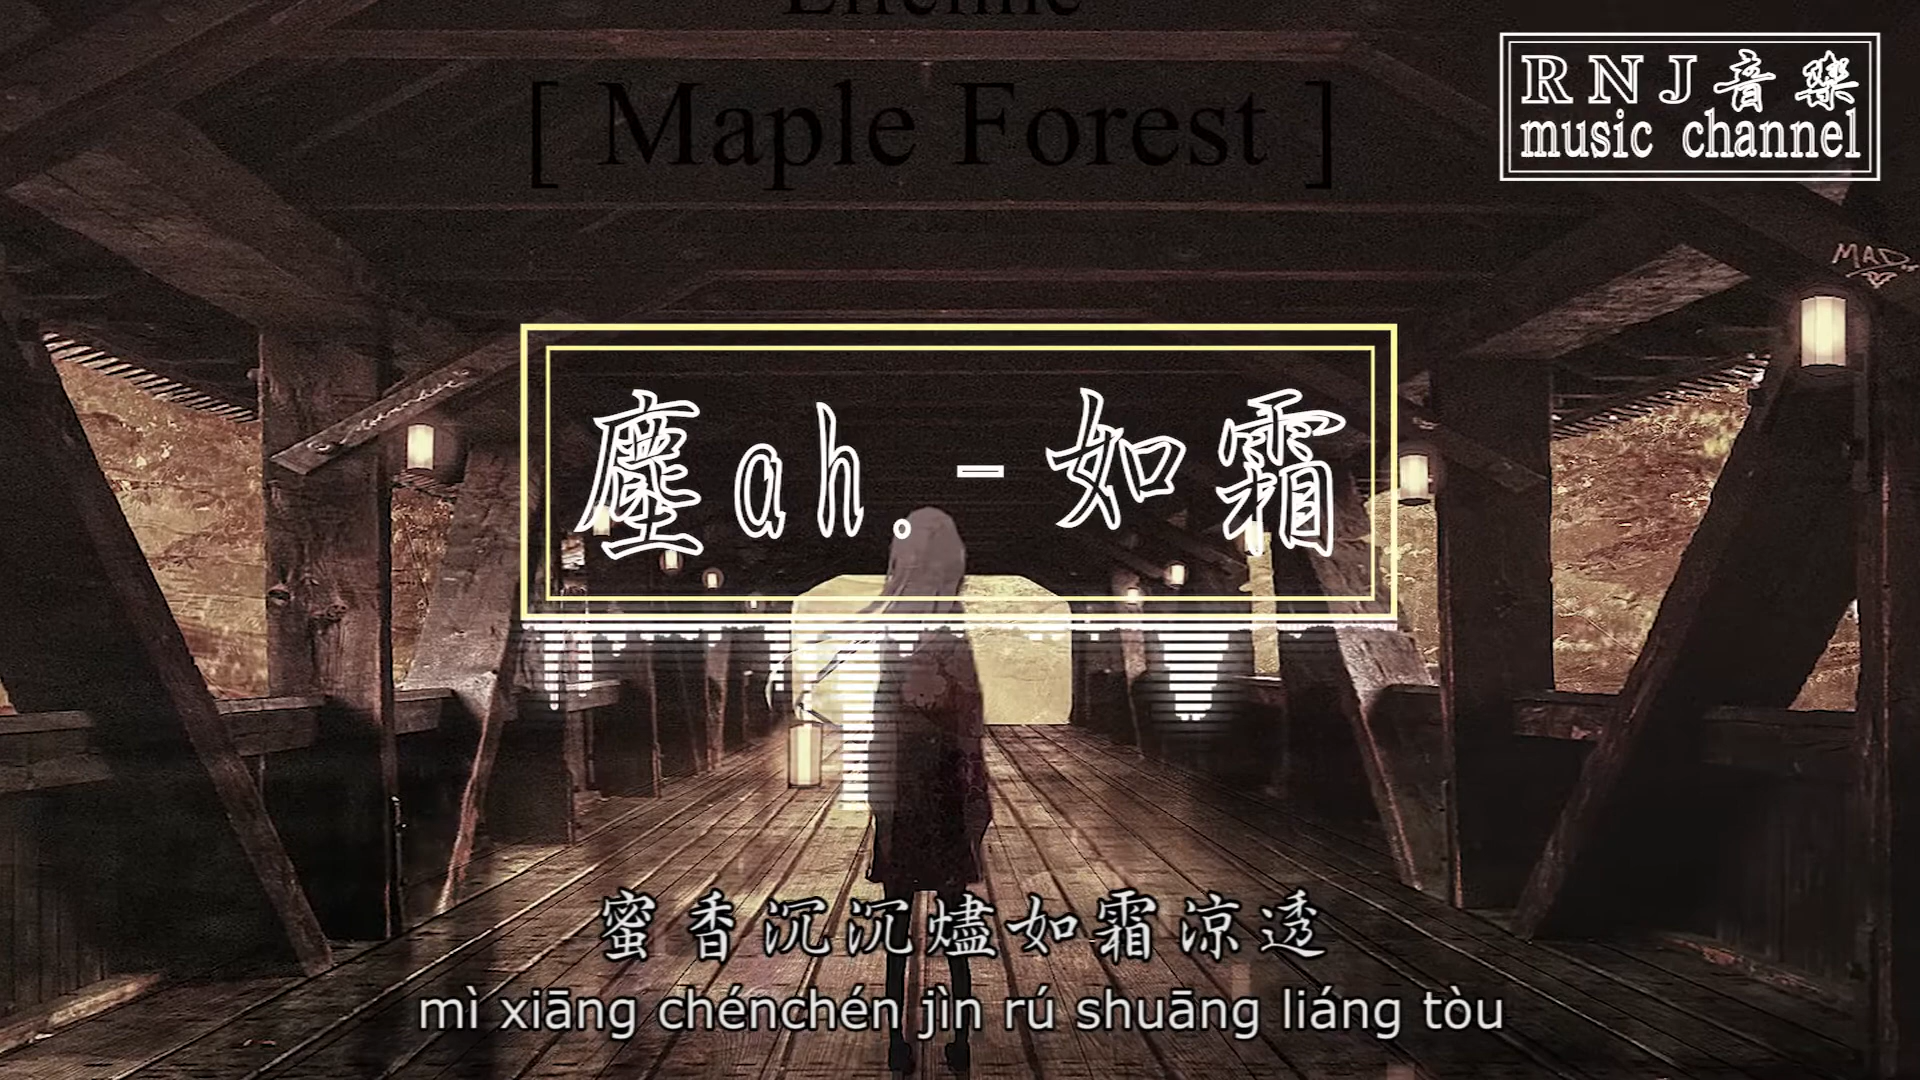 [ Maple Forest ]
RNJ音樂
music channel
MAD
塵ah. - 如霜
蜜香沉沉燼如霜涼透
mì xiāng chénchén jìn rú shuāng liáng tòu